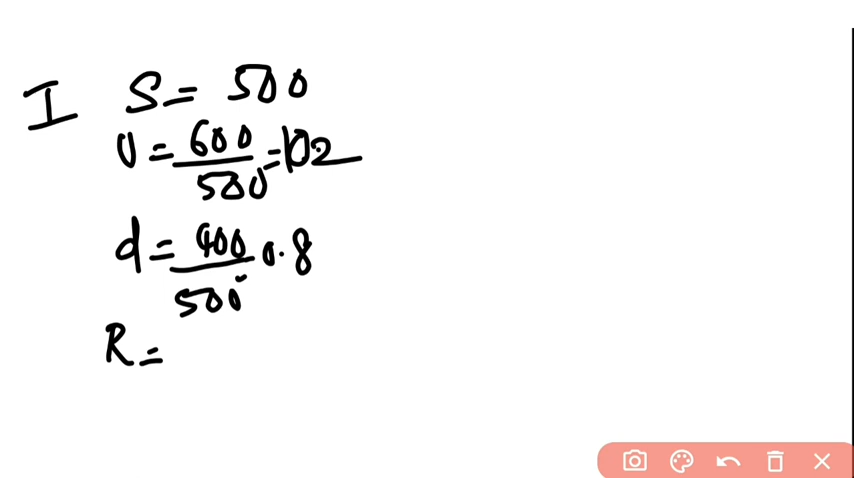 I S = 500
U = 600/500 = 1.2
d = 400/500 0.8
R =